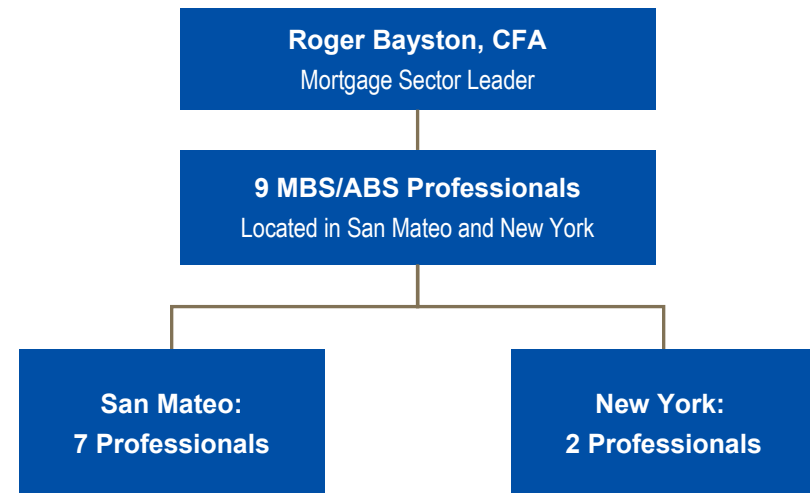 Roger Bayston, CFA
Mortgage Sector Leader
9 MBS/ABS Professionals
Located in San Mateo and New York
San Mateo:
7 Professionals
New York:
2 Professionals